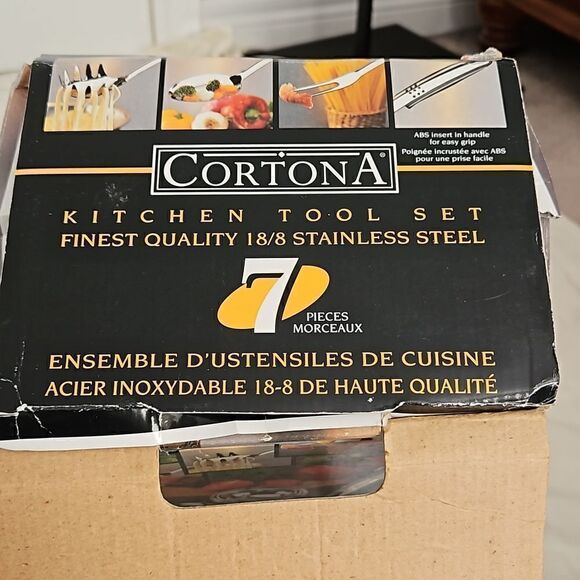 ABS insert in handle
for easy grip
Poignée incrustée avec ABS
pour une prise facile
CORTONA®
KITCHEN TOOL SET
FINEST QUALITY 18/8 STAINLESS STEEL
7
PIECES
MORCEAUX
ENSEMBLE D'USTENSILES DE CUISINE
ACIER INOXYDABLE 18-8 DE HAUTE QUALITÉ